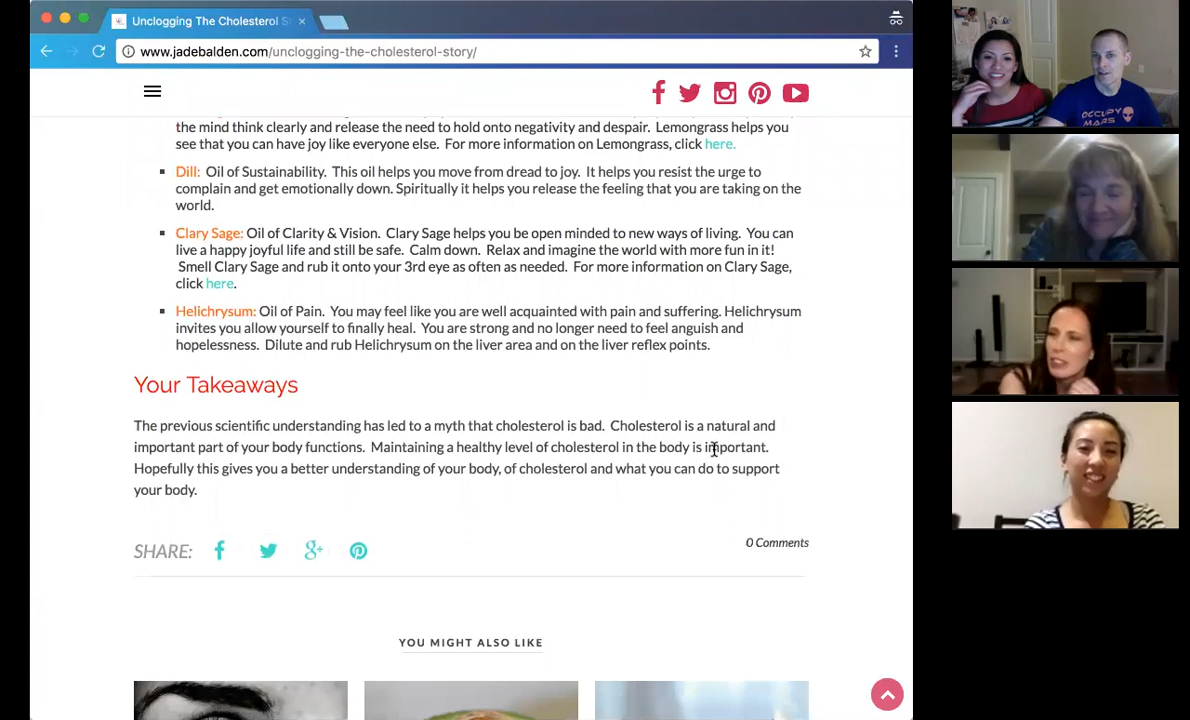 Unclogging The Cholesterol S
www.jadebalden.com/unclogging-the-cholesterol-story/
the mind think clearly and release the need to hold onto negativity and despair. Lemongrass helps you
see that you can have joy like everyone else. For more information on Lemongrass, click here.
Dill: Oil of Sustainability. This oil helps you move from dread to joy. It helps you resist the urge to
complain and get emotionally down. Spiritually it helps you release the feeling that you are taking on the
world.
Clary Sage: Oil of Clarity & Vision. Clary Sage helps you be open minded to new ways of living. You can
live a happy joyful life and still be safe. Calm down. Relax and imagine the world with more fun in it!
Smell Clary Sage and rub it onto your 3rd eye as often as needed. For more information on Clary Sage,
click here.
Helichrysum: Oil of Pain. You may feel like you are well acquainted with pain and suffering. Helichrysum
invites you allow yourself to finally heal. You are strong and no longer need to feel anguish and
hopelessness. Dilute and rub Helichrysum on the liver area and on the liver reflex points.
Your Takeaways
The previous scientific understanding has led to a myth that cholesterol is bad. Cholesterol is a natural and
important part of your body functions. Maintaining a healthy level of cholesterol in the body is important.
Hopefully this gives you a better understanding of your body, of cholesterol and what you can do to support
your body.
SHARE:
0 Comments
YOU MIGHT ALSO LIKE
OCCUPY
MARS